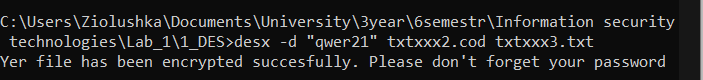 C:\Users\Ziolushka\Documents\University\3year\6semestr\Information security
technologies\Lab_1\1_DES>desx -d "qwer21" txtxxx2.cod txtxxx3.txt
Yer file has been encrypted succesfully. Please don't forget your password